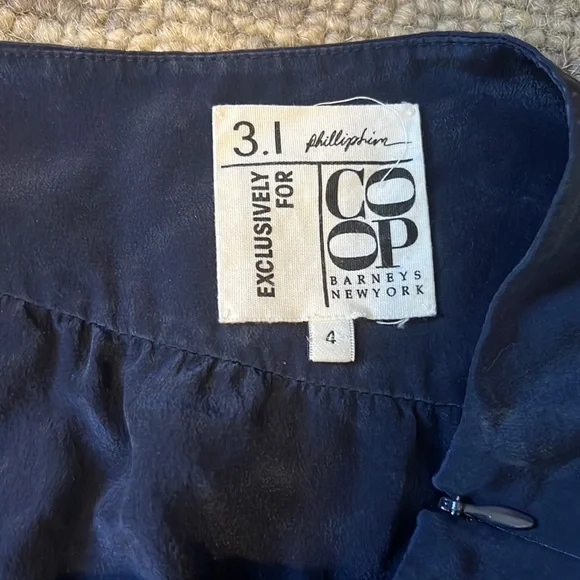 3.1 phillip lim
EXCLUSIVELY
FOR
CO
OP
BARNEYS
NEW YORK
4